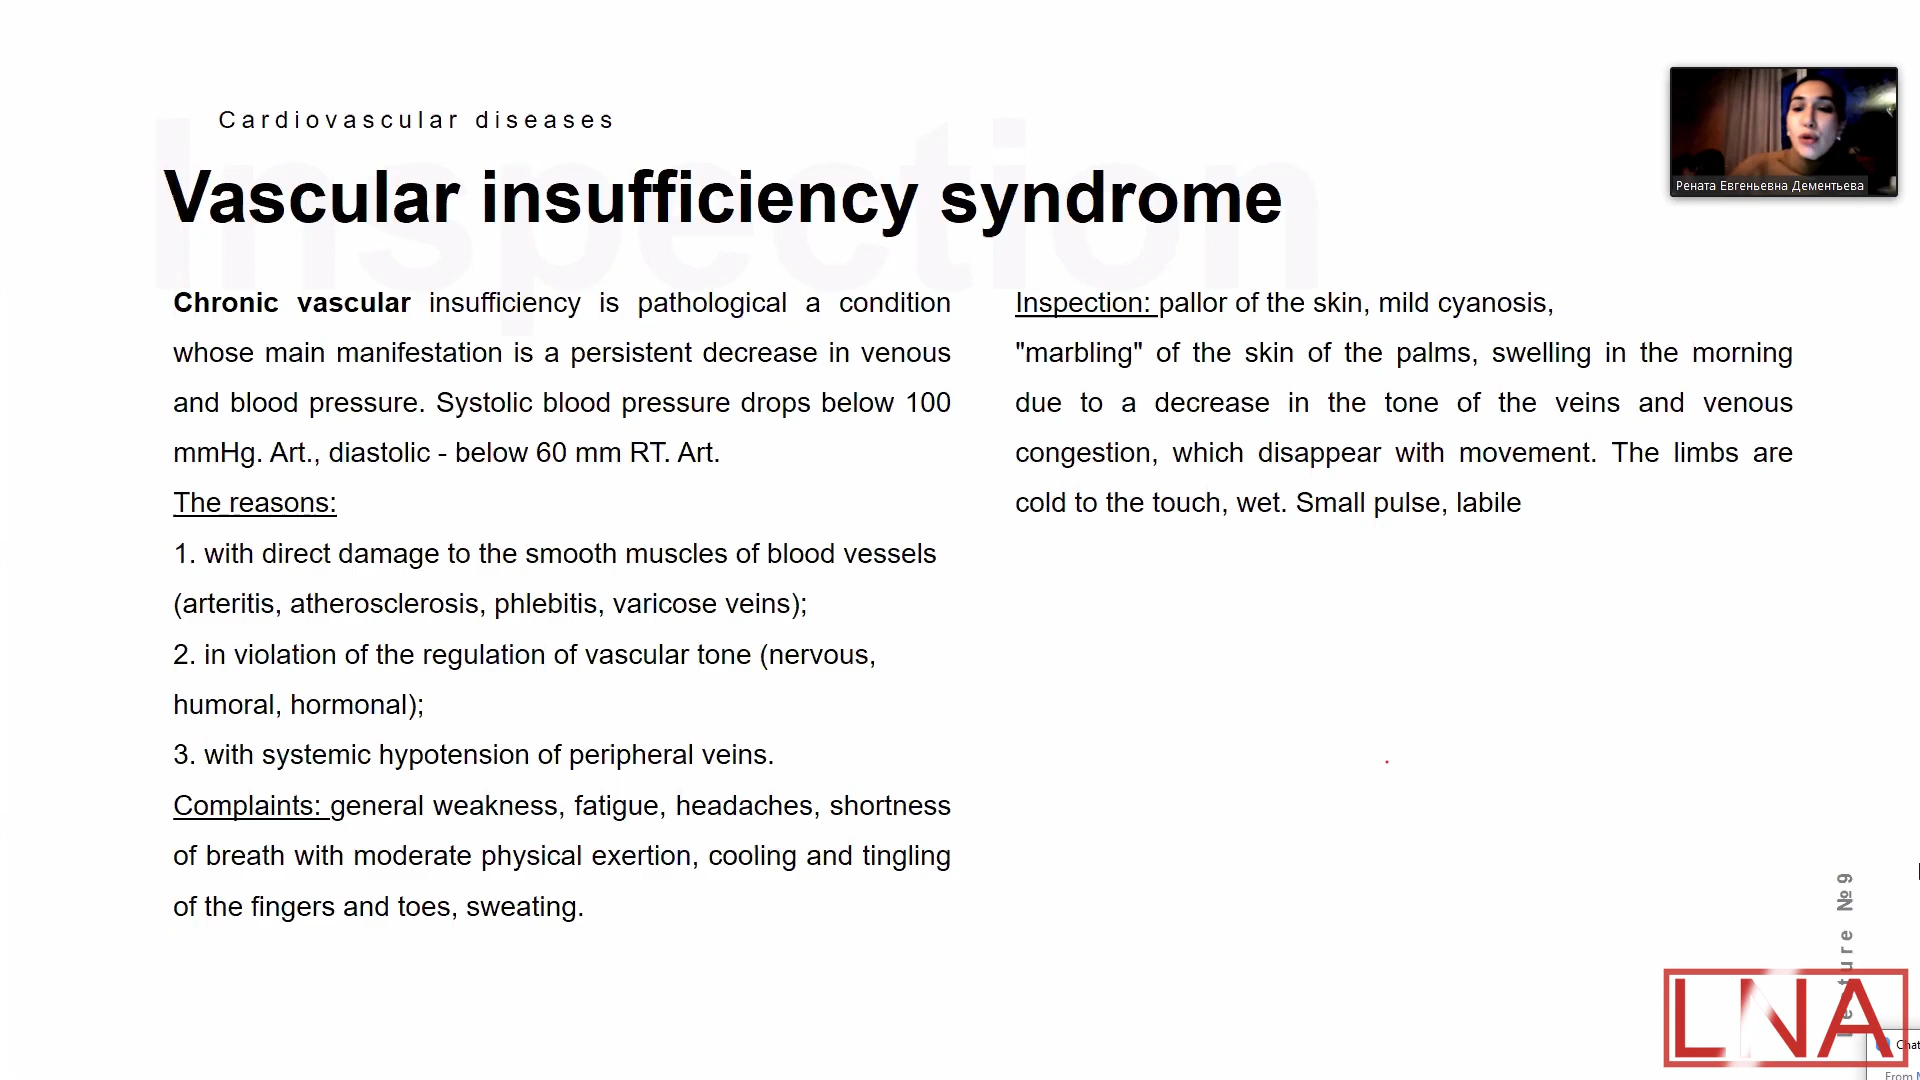 Cardiovascular diseases
Inspection
Vascular insufficiency syndrome
Рената Евгеньевна Дементьева
Chronic vascular insufficiency is pathological a condition
whose main manifestation is a persistent decrease in venous
and blood pressure. Systolic blood pressure drops below 100
mmHg. Art., diastolic - below 60 mm RT. Art.
The reasons:
1. with direct damage to the smooth muscles of blood vessels
(arteritis, atherosclerosis, phlebitis, varicose veins);
2. in violation of the regulation of vascular tone (nervous,
humoral, hormonal);
3. with systemic hypotension of peripheral veins.
Complaints: general weakness, fatigue, headaches, shortness
of breath with moderate physical exertion, cooling and tingling
of the fingers and toes, sweating.
Inspection: pallor of the skin, mild cyanosis,
"marbling" of the skin of the palms, swelling in the morning
due to a decrease in the tone of the veins and venous
congestion, which disappear with movement. The limbs are
cold to the touch, wet. Small pulse, labile
Lecture №9
LNA
Chat
From